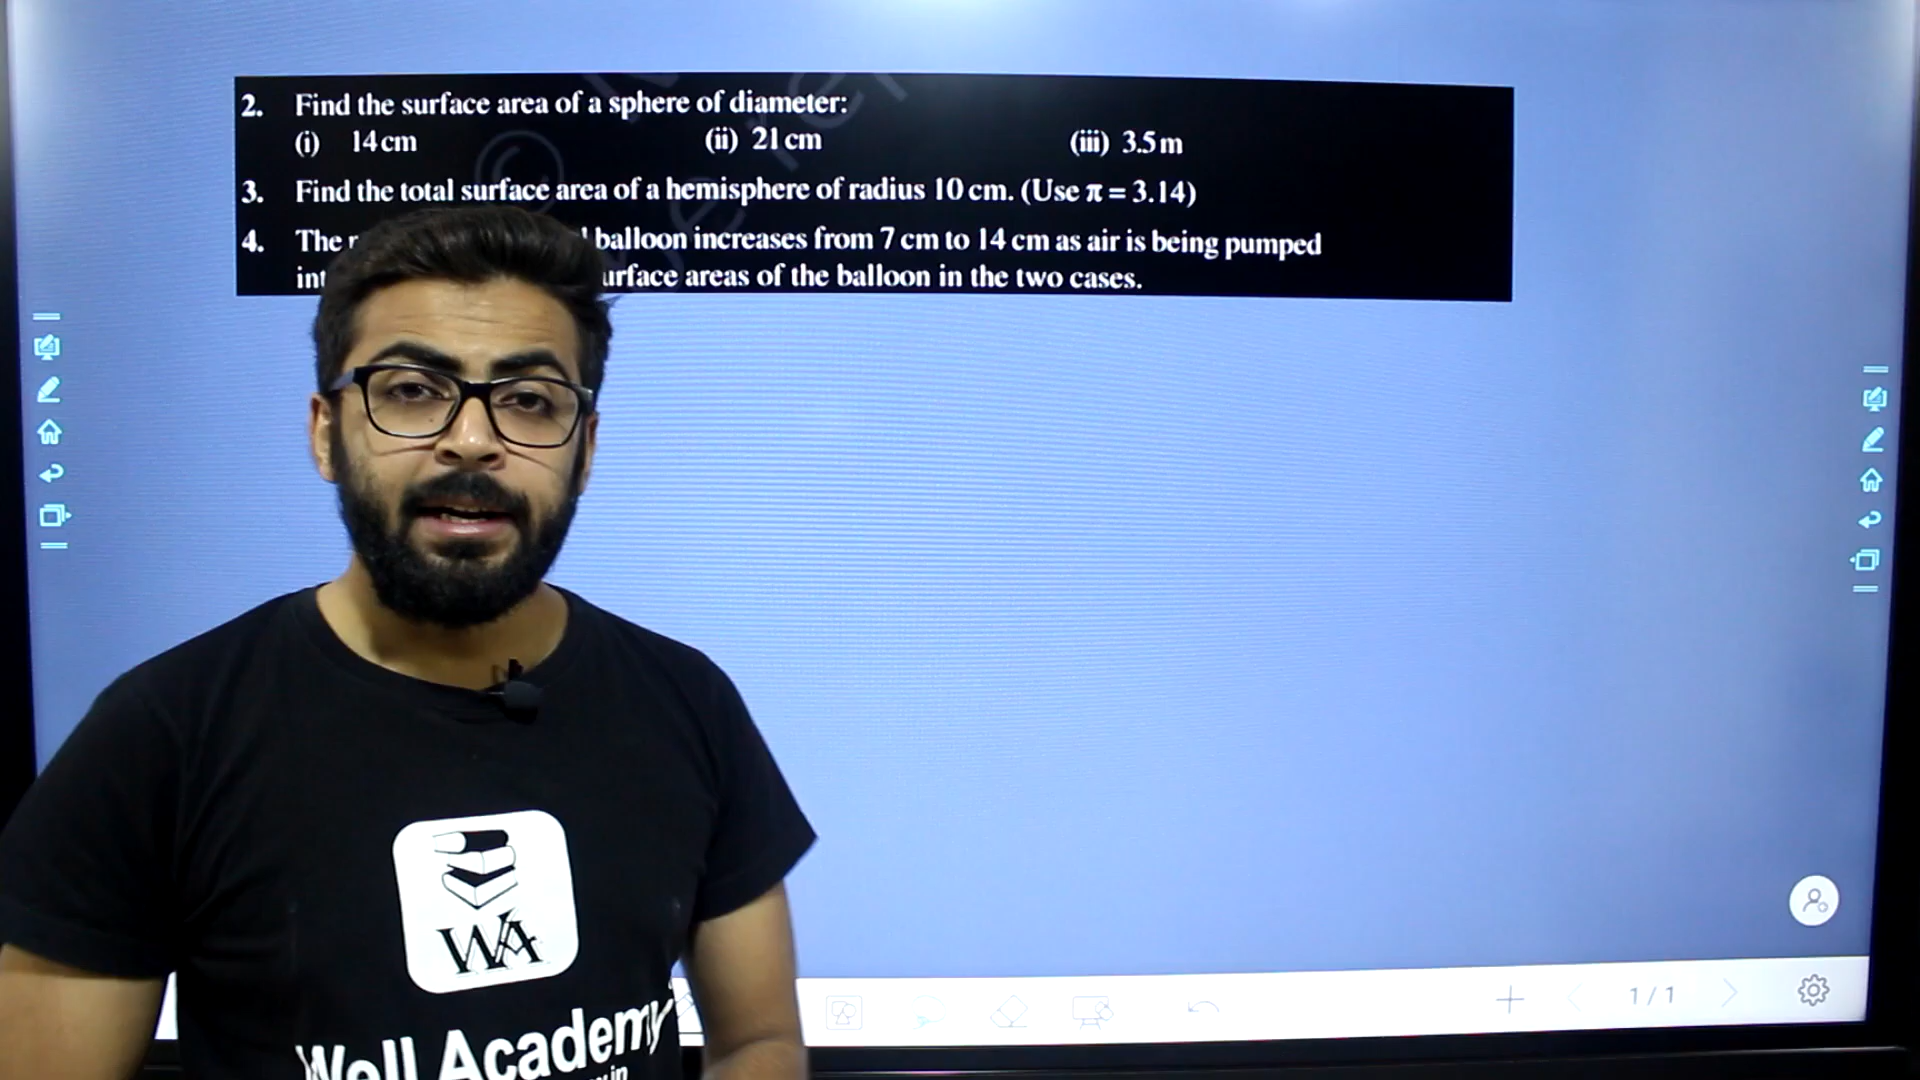 2. Find the surface area of a sphere of diameter:
(i) 14 cm (ii) 21 cm (iii) 3.5 m
3. Find the total surface area of a hemisphere of radius 10 cm. (Use π = 3.14)
4. The balloon increases from 7 cm to 14 cm as air is being pumped
areas of the balloon in the two cases.
WA
Well Academy
1/1